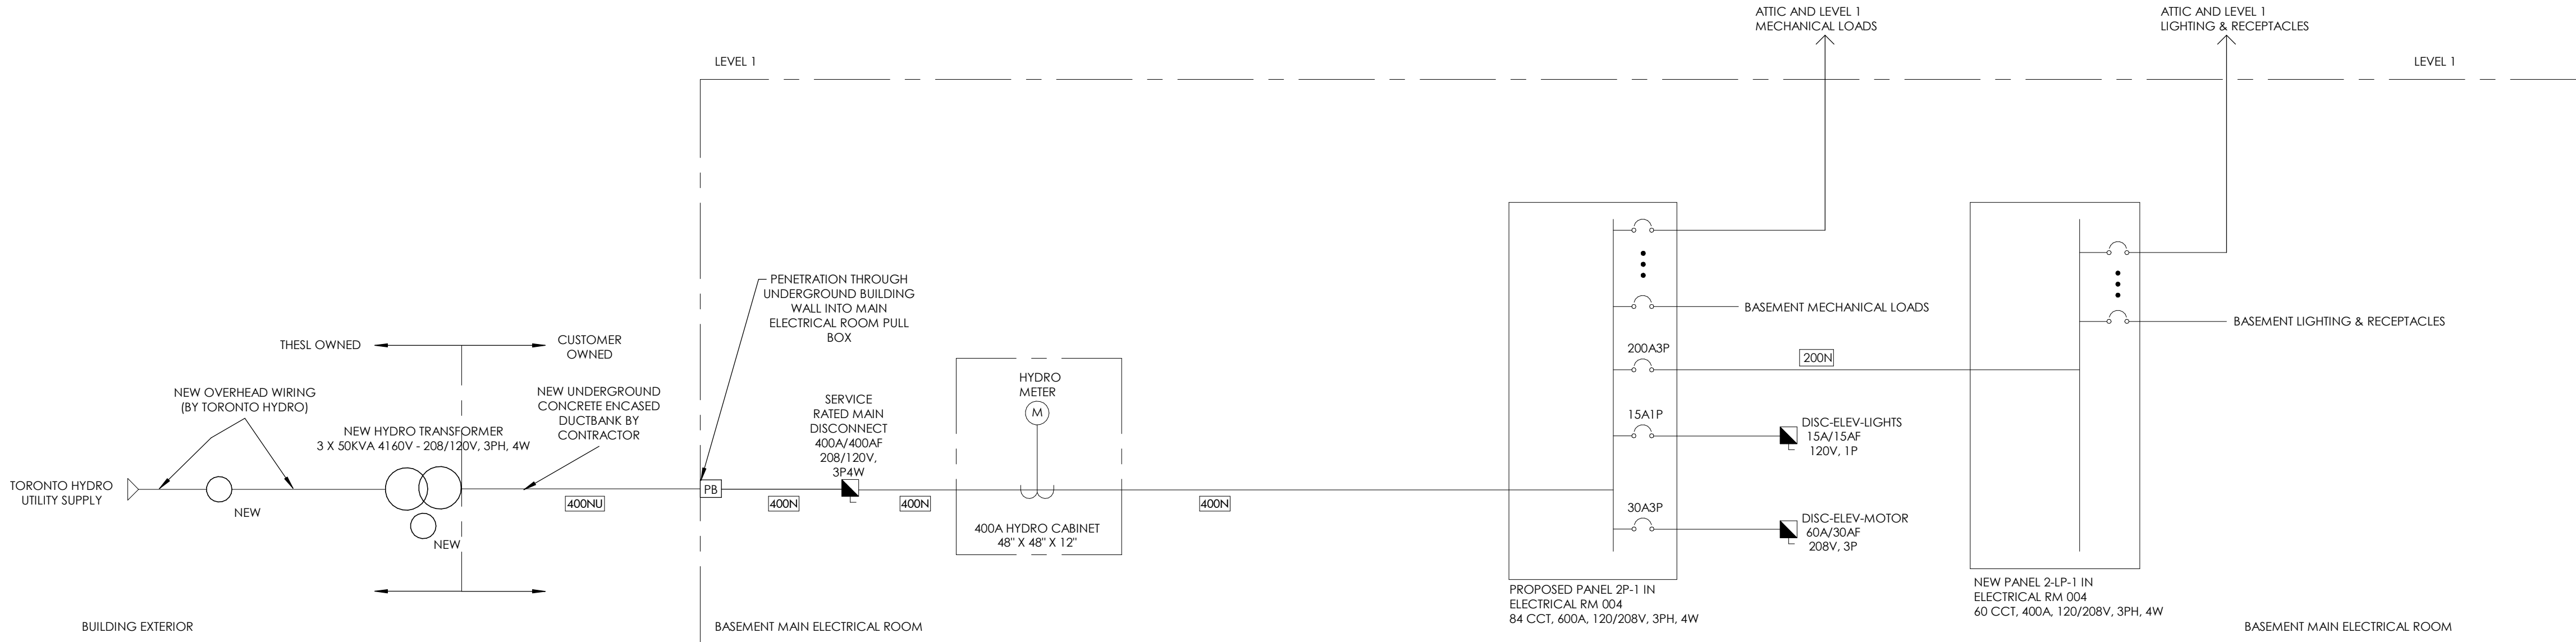 ATTIC AND LEVEL 1
MECHANICAL LOADS
ATTIC AND LEVEL 1
LIGHTING & RECEPTACLES
LEVEL 1
LEVEL 1
PENETRATION THROUGH
UNDERGROUND BUILDING
WALL INTO MAIN
ELECTRICAL ROOM PULL
BOX
BASEMENT MECHANICAL LOADS
BASEMENT LIGHTING & RECEPTACLES
THESL OWNED
CUSTOMER
OWNED
200A3P
200N
NEW OVERHEAD WIRING
(BY TORONTO HYDRO)
NEW UNDERGROUND
CONCRETE ENCASED
DUCTBANK BY
CONTRACTOR
NEW HYDRO TRANSFORMER
3 X 50KVA 4160V - 208/120V, 3PH, 4W
SERVICE
RATED MAIN
DISCONNECT
400A/400AF
208/120V,
3P4W
HYDRO
METER
M
15A1P
DISC-ELEV-LIGHTS
15A/15AF
120V, 1P
TORONTO HYDRO
UTILITY SUPPLY
NEW
NEW
400NU
PB
400N
400N
400N
400A HYDRO CABINET
48" X 48" X 12"
30A3P
DISC-ELEV-MOTOR
60A/30AF
208V, 3P
PROPOSED PANEL 2P-1 IN
ELECTRICAL RM 004
84 CCT, 600A, 120/208V, 3PH, 4W
NEW PANEL 2-LP-1 IN
ELECTRICAL RM 004
60 CCT, 400A, 120/208V, 3PH, 4W
BUILDING EXTERIOR
BASEMENT MAIN ELECTRICAL ROOM
BASEMENT MAIN ELECTRICAL ROOM